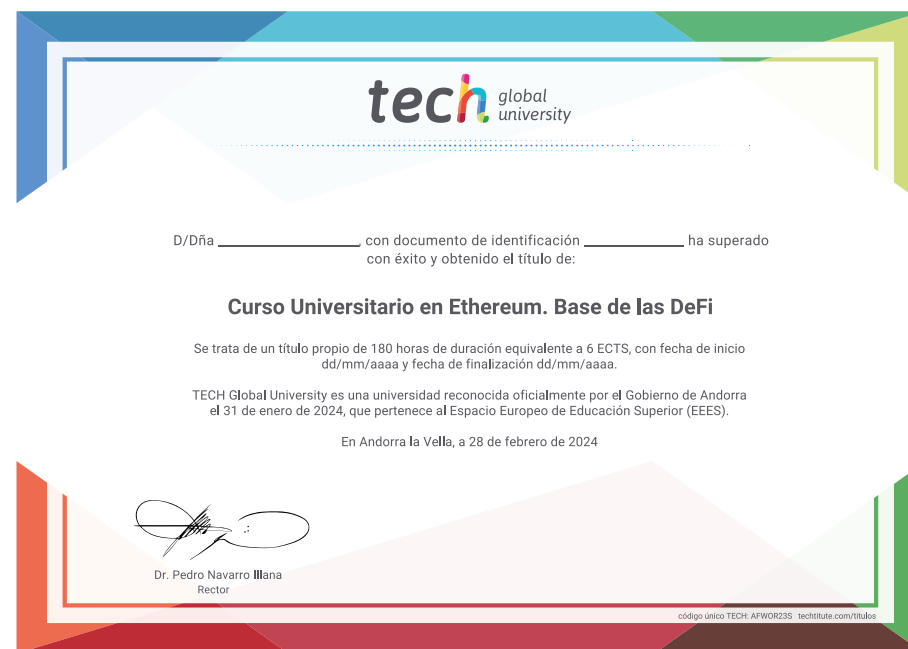 tech global university
D/Dña ____________________, con documento de identificación ______________ ha superado
con éxito y obtenido el título de:
Curso Universitario en Ethereum. Base de las DeFi
Se trata de un título propio de 180 horas de duración equivalente a 6 ECTS, con fecha de inicio
dd/mm/aaaa y fecha de finalización dd/mm/aaaa.
TECH Global University es una universidad reconocida oficialmente por el Gobierno de Andorra
el 31 de enero de 2024, que pertenece al Espacio Europeo de Educación Superior (EEES).
En Andorra la Vella, a 28 de febrero de 2024
Dr. Pedro Navarro Illana
Rector
código único TECH: AFWOR23S techtitute.com/titulos